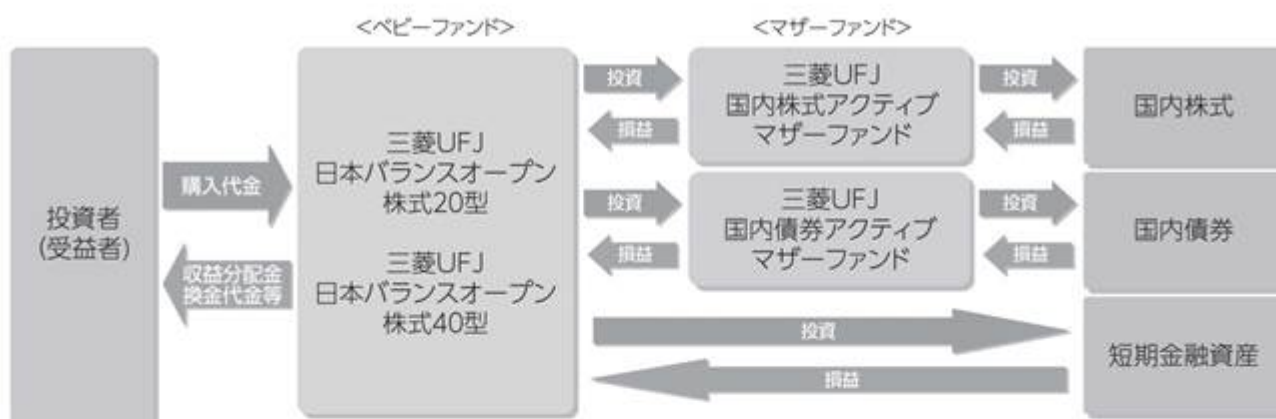 <ベビーファンド>
<マザーファンド>
投資者
(受益者)
購入代金
収益分配金
換金代金等
三菱UFJ
日本バランスオープン
株式20型
三菱UFJ
日本バランスオープン
株式40型
投資
損益
三菱UFJ
国内株式アクティブ
マザーファンド
投資
損益
国内株式
投資
損益
三菱UFJ
国内債券アクティブ
マザーファンド
投資
損益
国内債券
投資
損益
短期金融資産